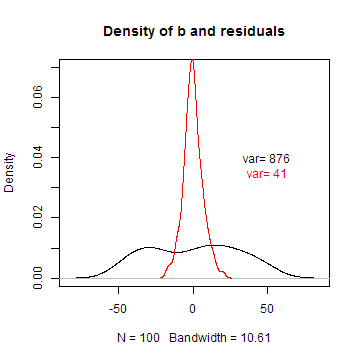 Density of b and residuals
Density
0.00
0.02
0.04
0.06
var= 876
var= 41
-50
0
50
N = 100 Bandwidth = 10.61